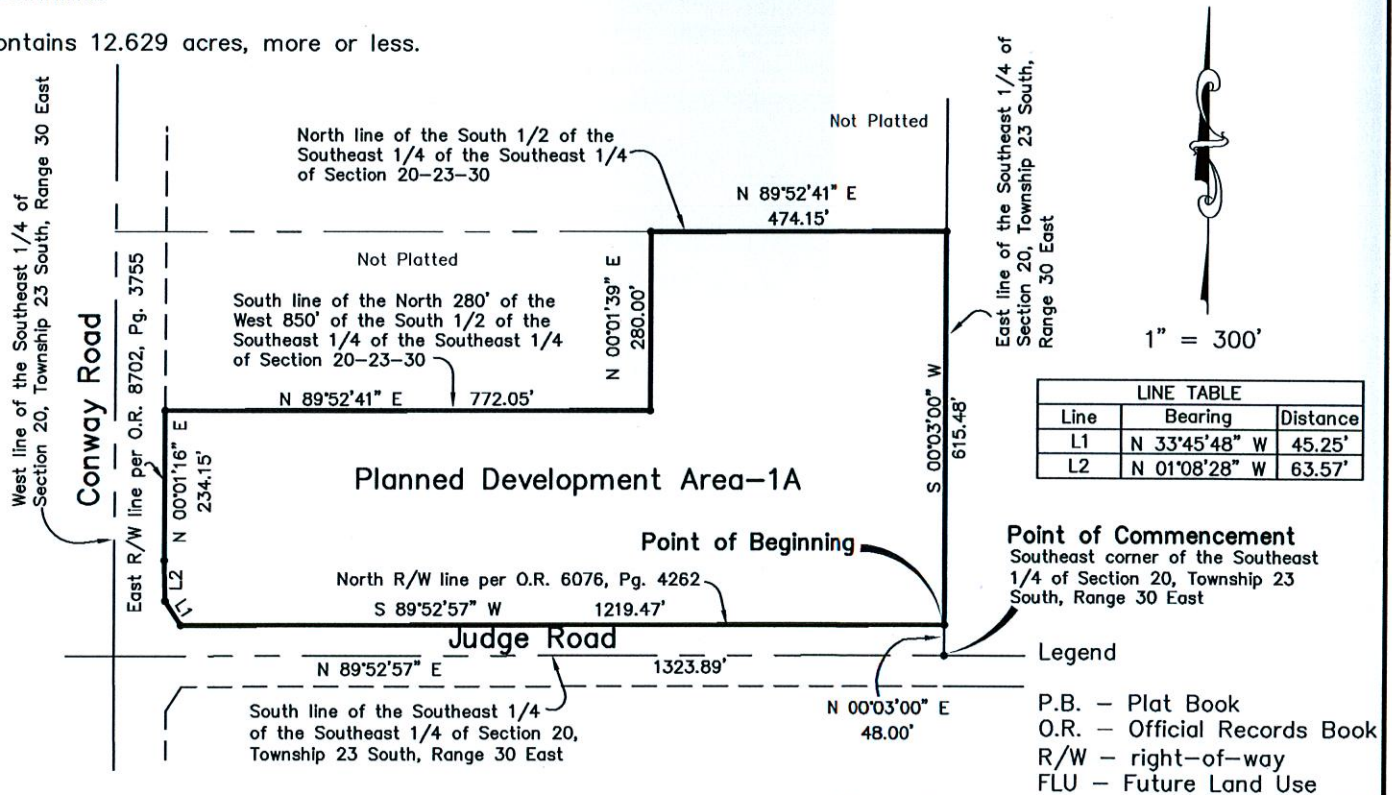 ontains 12.629 acres, more or less.
West line of the Southeast 1/4 of
Section 20, Township 23 South, Range 30 East
Conway Road
East R/W line per O.R. 8702, Pg. 3755
North line of the South 1/2 of the
Southeast 1/4 of the Southeast 1/4
of Section 20-23-30
Not Platted
N 89°52'41" E
474.15'
East line of the Southeast 1/4 of
Section 20, Township 23 South,
Range 30 East
1" = 300'
Not Platted
South line of the North 280' of the
West 850' of the South 1/2 of the
Southeast 1/4 of the Southeast 1/4
of Section 20-23-30
N 00°01'39" E
280.00'
N 89°52'41" E 772.05'
N 00°01'16" E
234.15'
L2
L1
Planned Development Area-1A
S 00°03'00" W
615.48'
LINE TABLE
Line Bearing Distance
L1 N 33°45'48" W 45.25'
L2 N 01°08'28" W 63.57'
Point of Beginning
Point of Commencement
Southeast corner of the Southeast
1/4 of Section 20, Township 23
South, Range 30 East
North R/W line per O.R. 6076, Pg. 4262
S 89°52'57" W 1219.47'
Judge Road
N 89°52'57" E 1323.89'
South line of the Southeast 1/4
of the Southeast 1/4 of Section 20,
Township 23 South, Range 30 East
N 00°03'00" E
48.00'
Legend
P.B. - Plat Book
O.R. - Official Records Book
R/W - right-of-way
FLU - Future Land Use